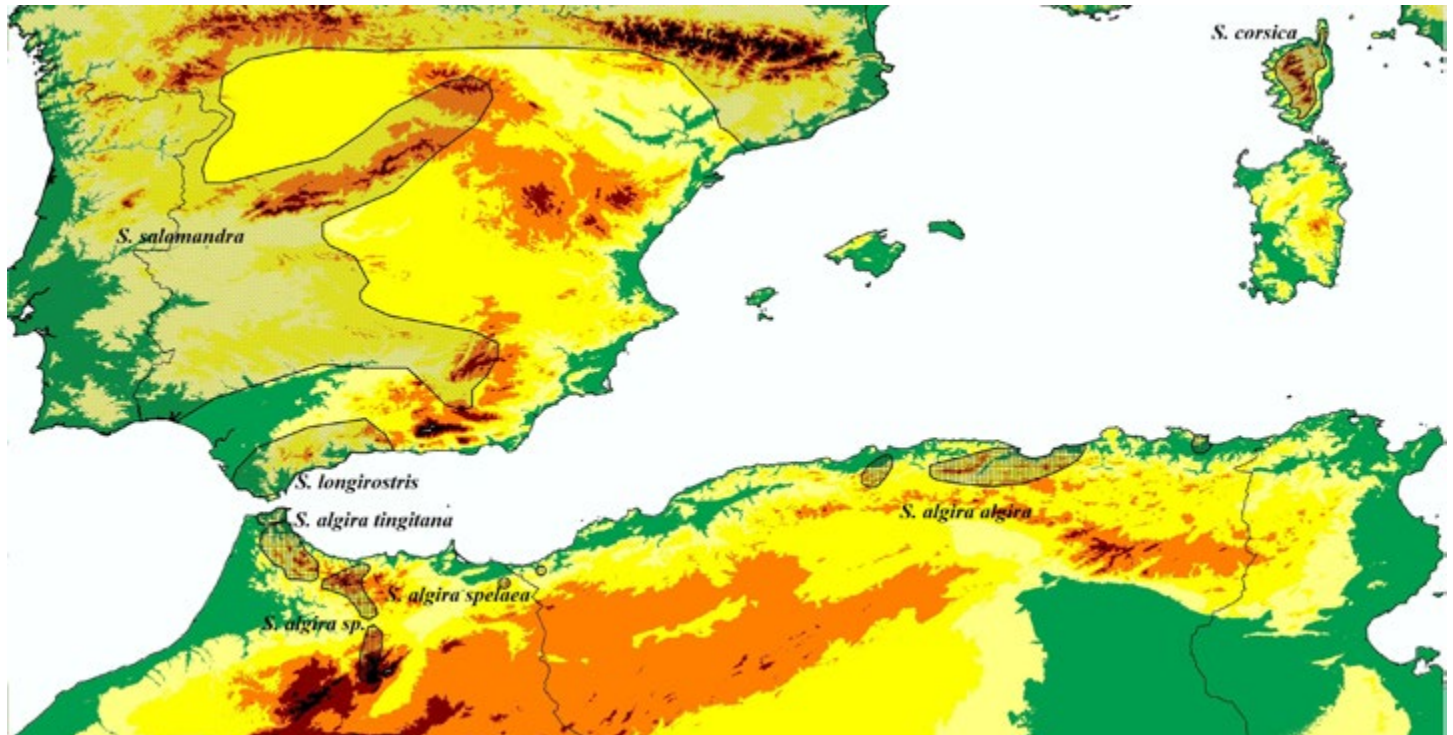 S. corsica
S. salamandra
S. longirostris
S. algira tingitana
S. algira algira
S. algira spelaea
S. algira sp.